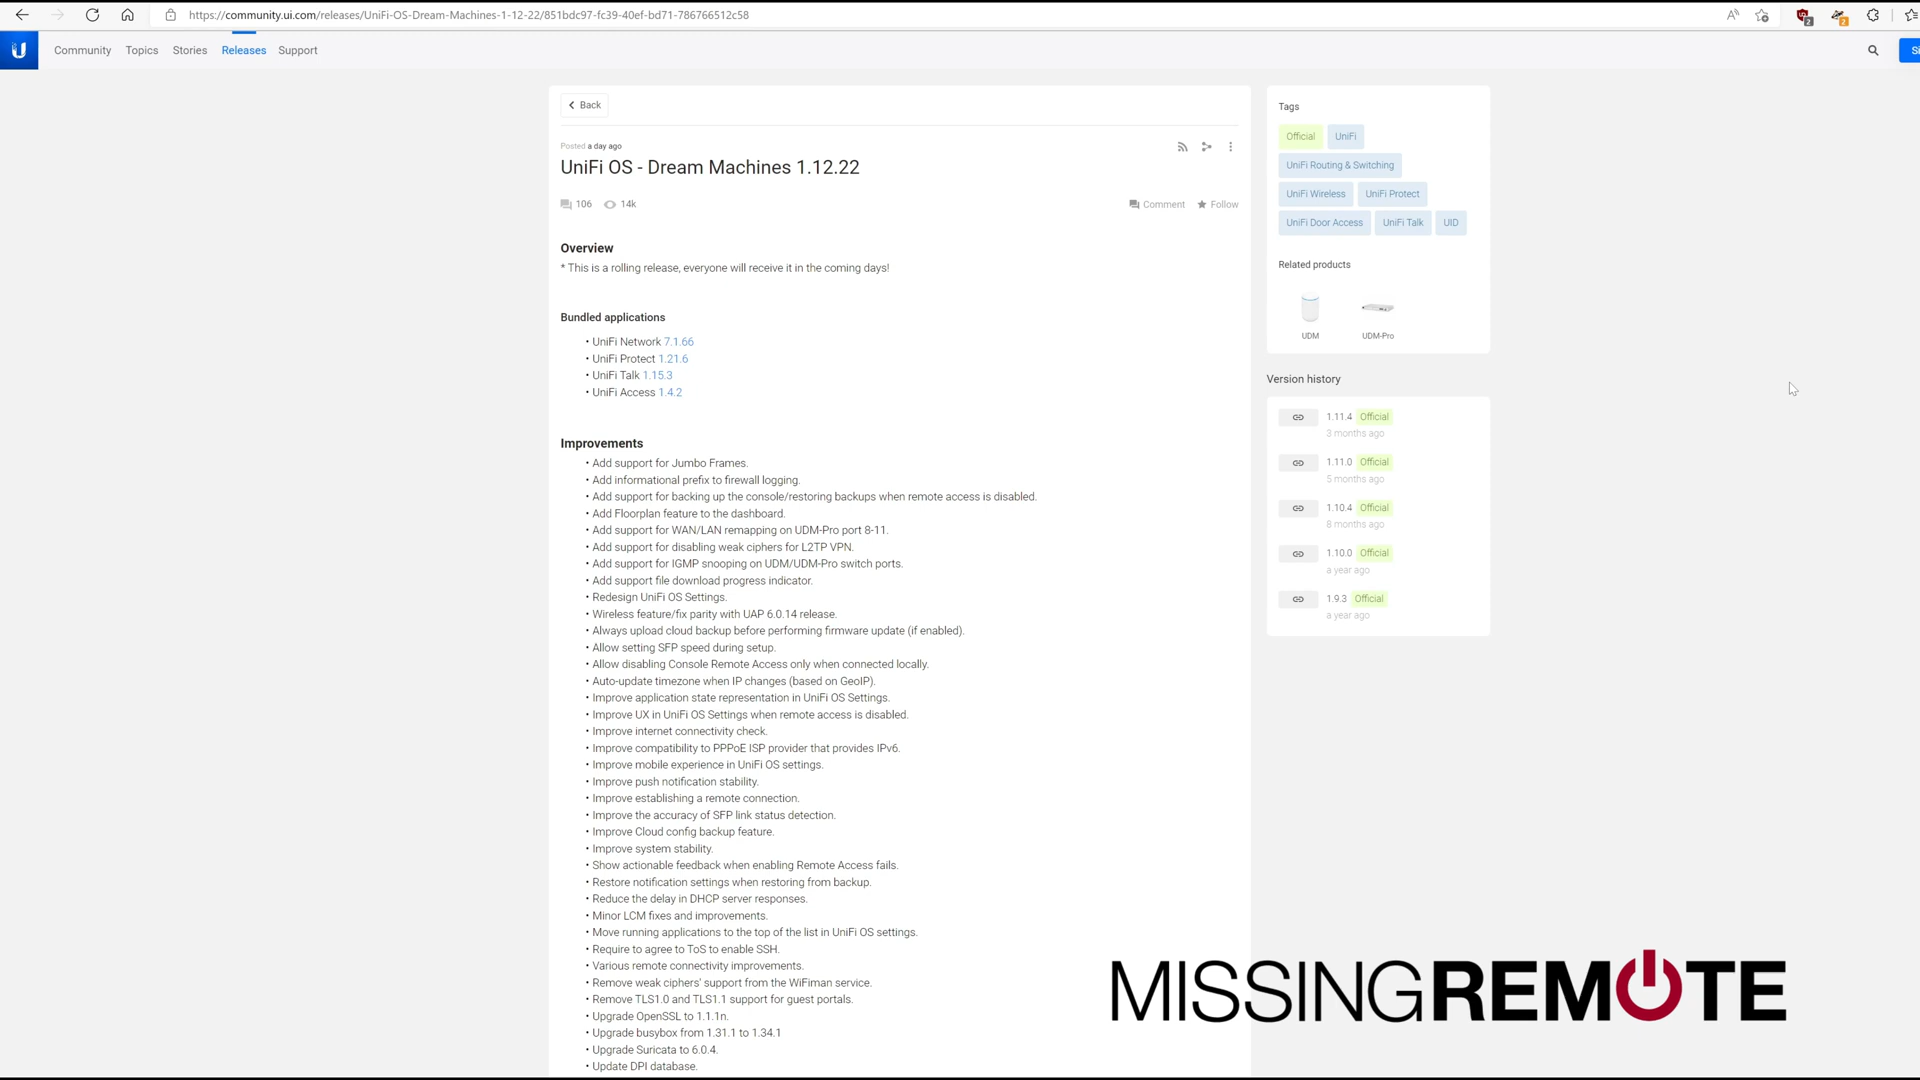 https://community.ui.com/releases/UniFi-OS-Dream-Machines-1-12-22/851bdc97-fc39-40ef-bd71-786766512c58
Community Topics Stories Releases Support
Back
Posted a day ago
UniFi OS - Dream Machines 1.12.22
106 14k
Comment Follow
Overview
* This is a rolling release, everyone will receive it in the coming days!
Bundled applications
• UniFi Network 7.1.66
• UniFi Protect 1.21.6
• UniFi Talk 1.15.3
• UniFi Access 1.4.2
Improvements
• Add support for Jumbo Frames.
• Add informational prefix to firewall logging.
• Add support for backing up the console/restoring backups when remote access is disabled.
• Add Floorplan feature to the dashboard.
• Add support for WAN/LAN remapping on UDM-Pro port 8-11.
• Add support for disabling weak ciphers for L2TP VPN.
• Add support for IGMP snooping on UDM/UDM-Pro switch ports.
• Add support file download progress indicator.
• Redesign UniFi OS Settings.
• Wireless feature/fix parity with UAP 6.0.14 release.
• Always upload cloud backup before performing firmware update (if enabled).
• Allow setting SFP speed during setup.
• Allow disabling Console Remote Access only when connected locally.
• Auto-update timezone when IP changes (based on GeoIP).
• Improve application state representation in UniFi OS Settings.
• Improve UX in UniFi OS Settings when remote access is disabled.
• Improve internet connectivity check.
• Improve compatibility to PPPoE ISP provider that provides IPv6.
• Improve mobile experience in UniFi OS settings.
• Improve push notification stability.
• Improve establishing a remote connection.
• Improve the accuracy of SFP link status detection.
• Improve Cloud config backup feature.
• Improve system stability.
• Show actionable feedback when enabling Remote Access fails.
• Restore notification settings when restoring from backup.
• Reduce the delay in DHCP server responses.
• Minor LCM fixes and improvements.
• Move running applications to the top of the list in UniFi OS settings.
• Require to agree to ToS to enable SSH.
• Various remote connectivity improvements.
• Remove weak ciphers' support from the WiFiman service.
• Remove TLS1.0 and TLS1.1 support for guest portals.
• Upgrade OpenSSL to 1.1.1n.
• Upgrade busybox from 1.31.1 to 1.34.1
• Upgrade Suricata to 6.0.4.
• Update DPI database.
Tags
Official UniFi
UniFi Routing & Switching
UniFi Wireless UniFi Protect
UniFi Door Access UniFi Talk UID
Related products
UDM UDM-Pro
Version history
1.11.4 Official
3 months ago
1.11.0 Official
5 months ago
1.10.4 Official
8 months ago
1.10.0 Official
a year ago
1.9.3 Official
a year ago
MISSINGREMOTE